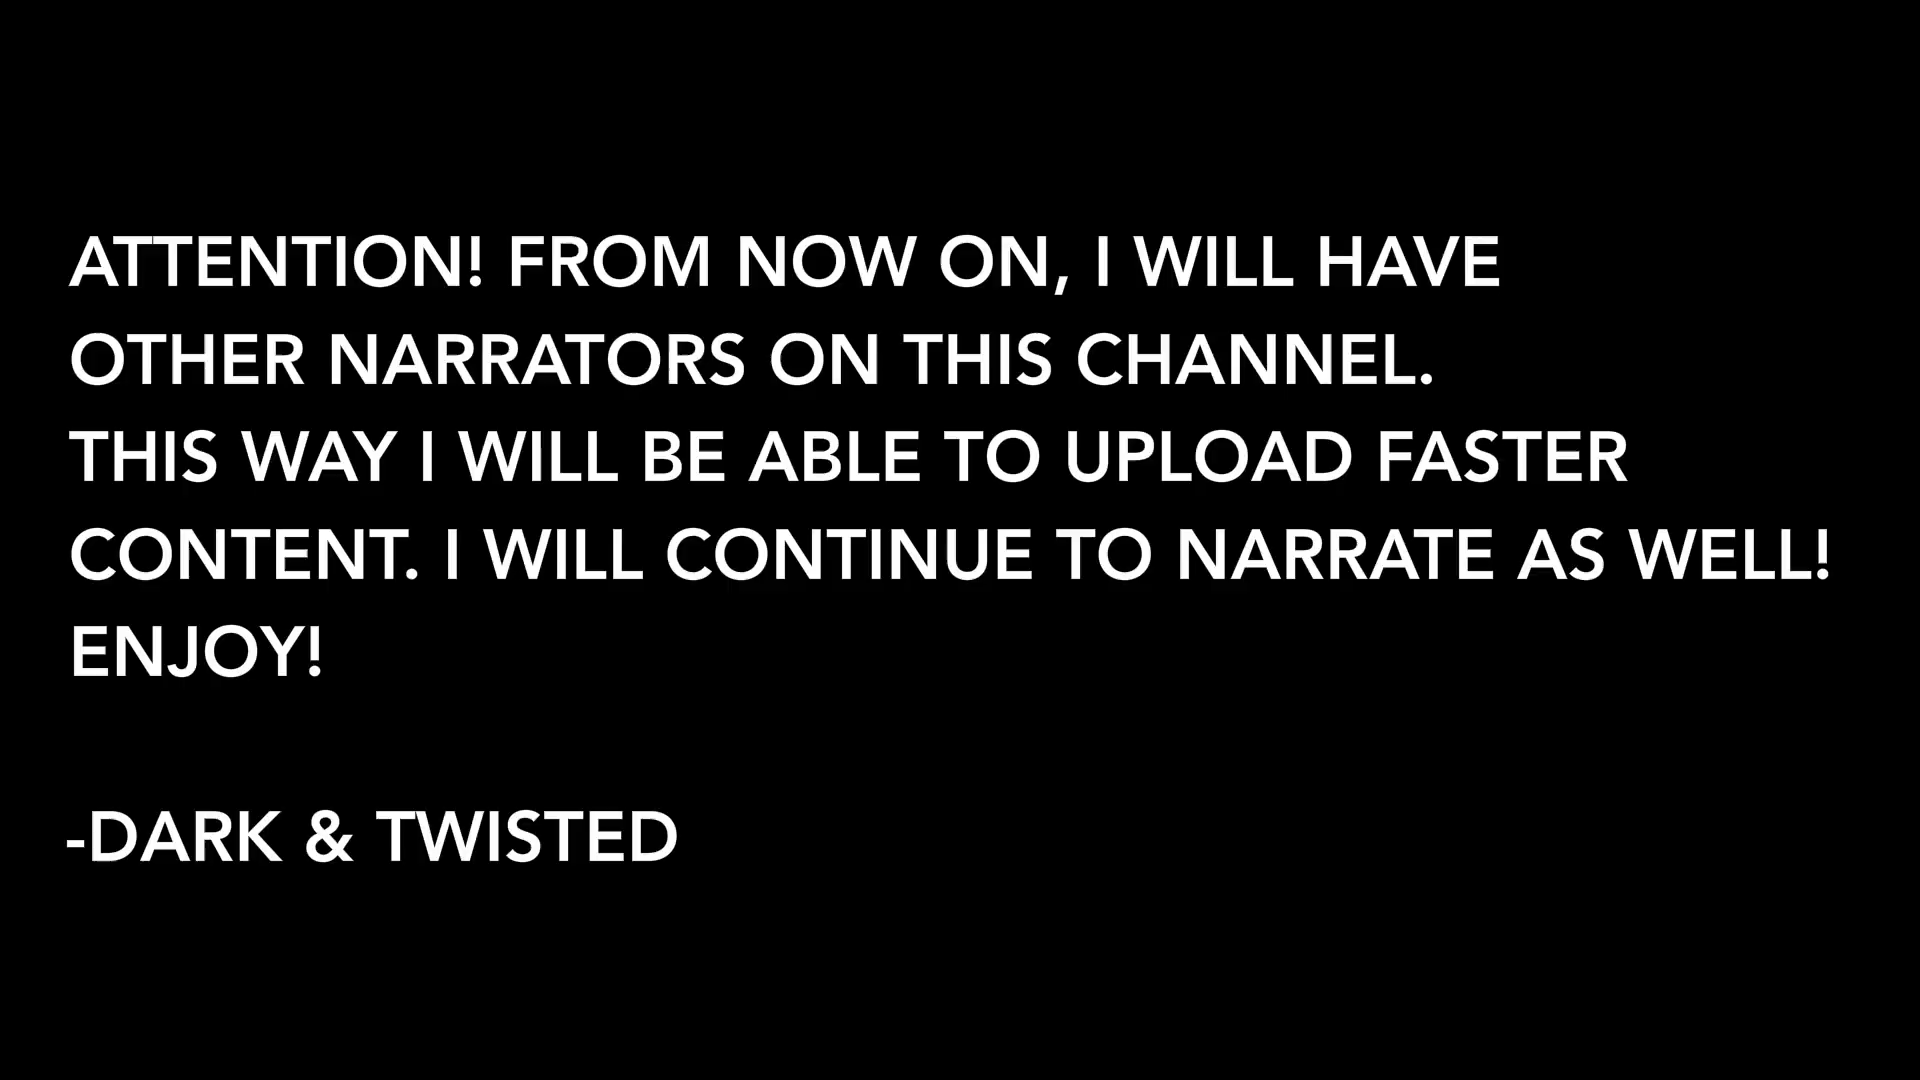 ATTENTION! FROM NOW ON, I WILL HAVE
OTHER NARRATORS ON THIS CHANNEL.
THIS WAY I WILL BE ABLE TO UPLOAD FASTER
CONTENT. I WILL CONTINUE TO NARRATE AS WELL!
ENJOY!
-DARK & TWISTED